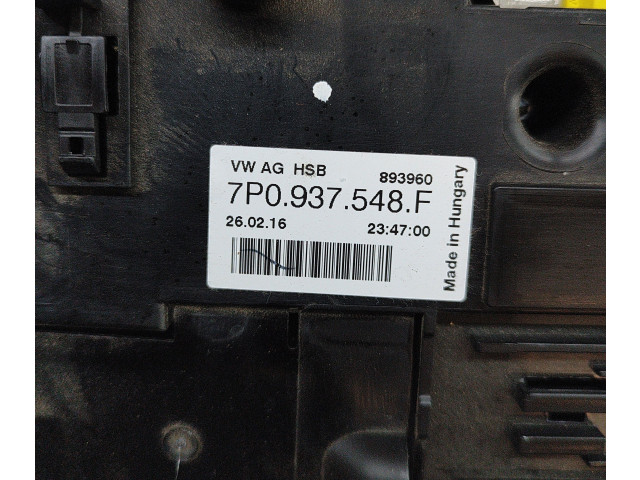 VW AG HSB 893960
7P0.937.548.F
26.02.16 23:47:00
Made in Hungary